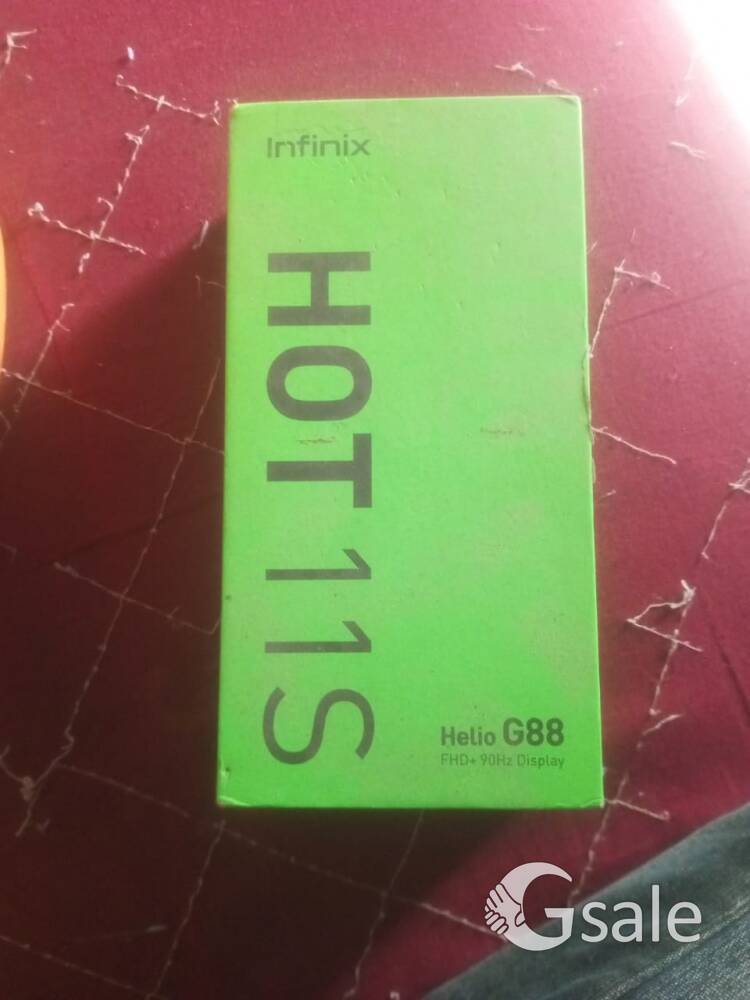 Infinix
HOT 11S
Helio G88
FHD+ 90Hz Display
Gsale